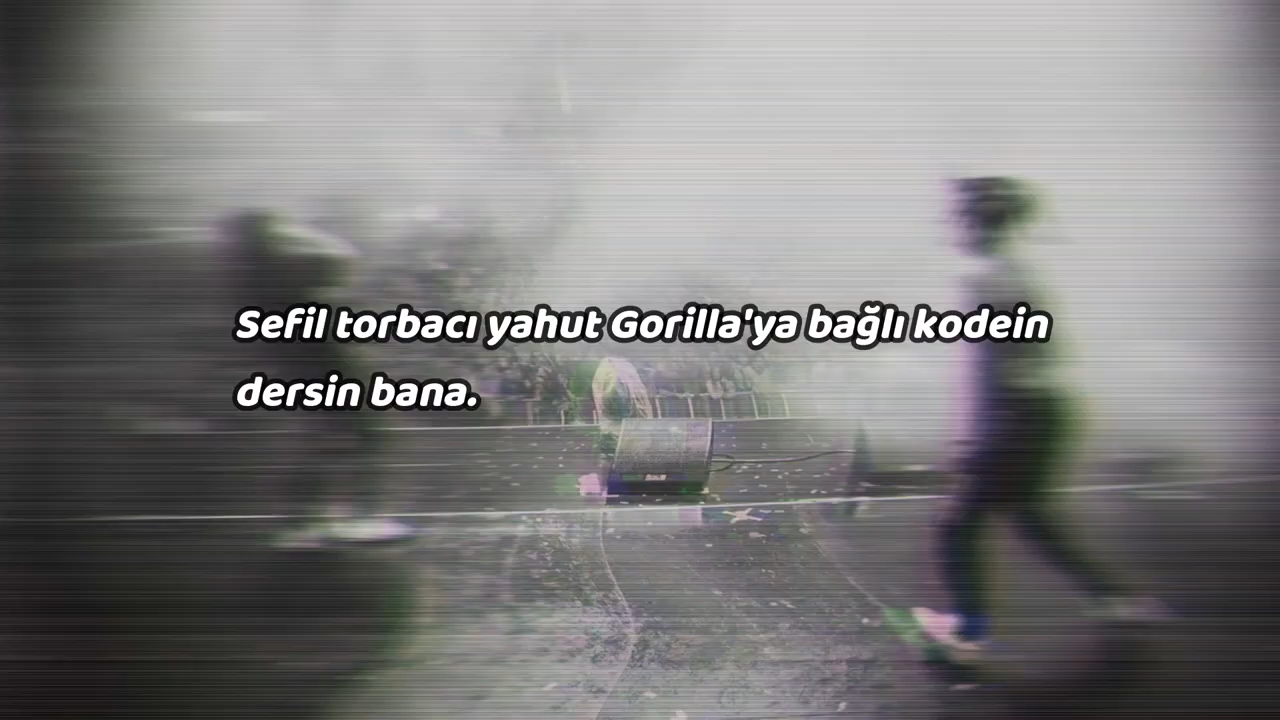 Sefil torbacı yahut Gorilla'ya bağlı kodein
dersin bana.